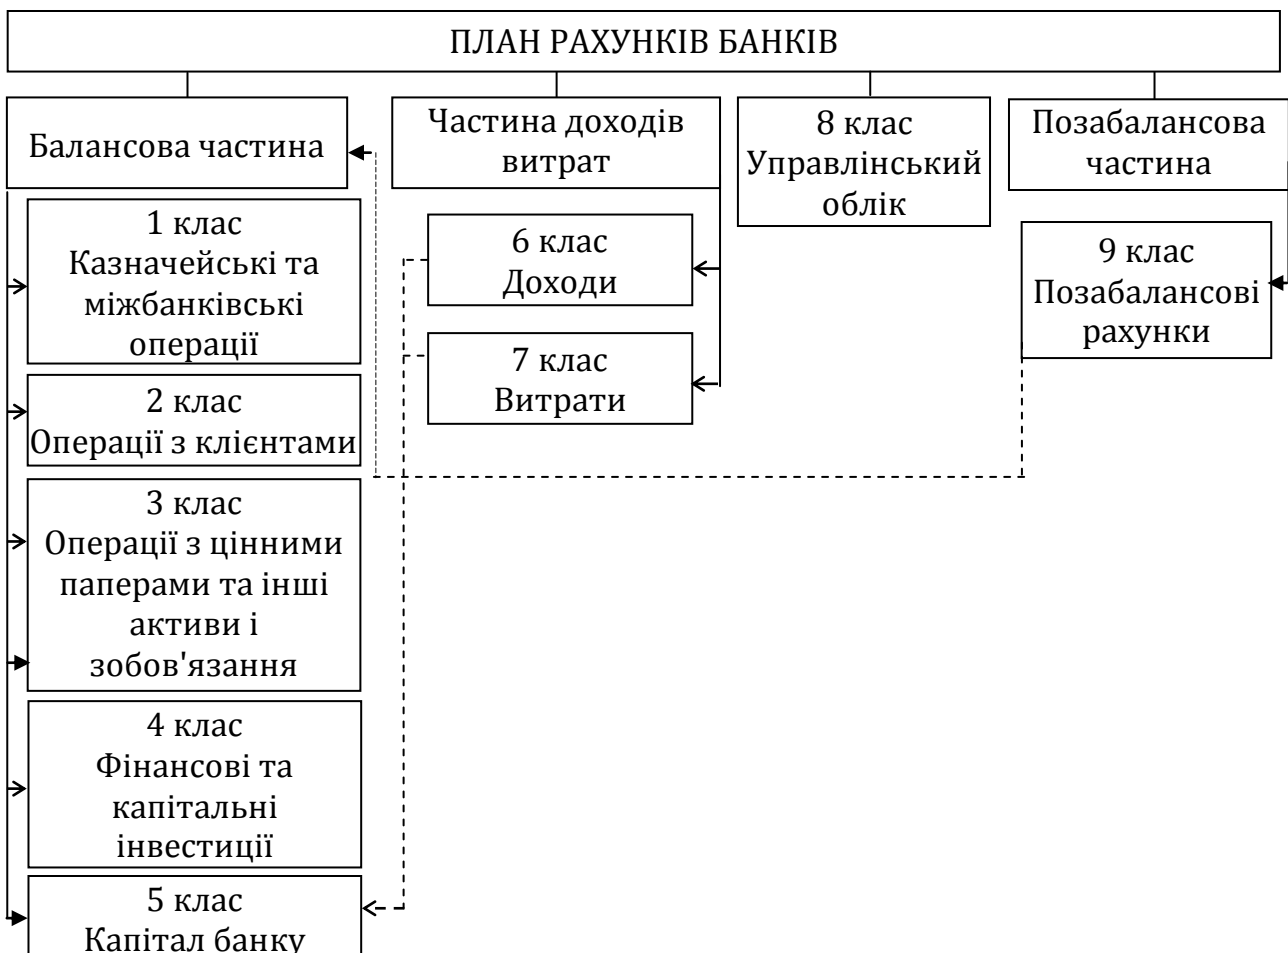 ПЛАН РАХУНКІВ БАНКІВ
Балансова частина
1 клас
Казначейські та
міжбанківські
операції
2 клас
Операції з клієнтами
3 клас
Операції з цінними
паперами та інші
активи і
зобов'язання
4 клас
Фінансові та
капітальні
інвестиції
5 клас
Капітал банку
Частина доходів
витрат
6 клас
Доходи
7 клас
Витрати
8 клас
Управлінський
облік
Позабалансова
частина
9 клас
Позабалансові
рахунки